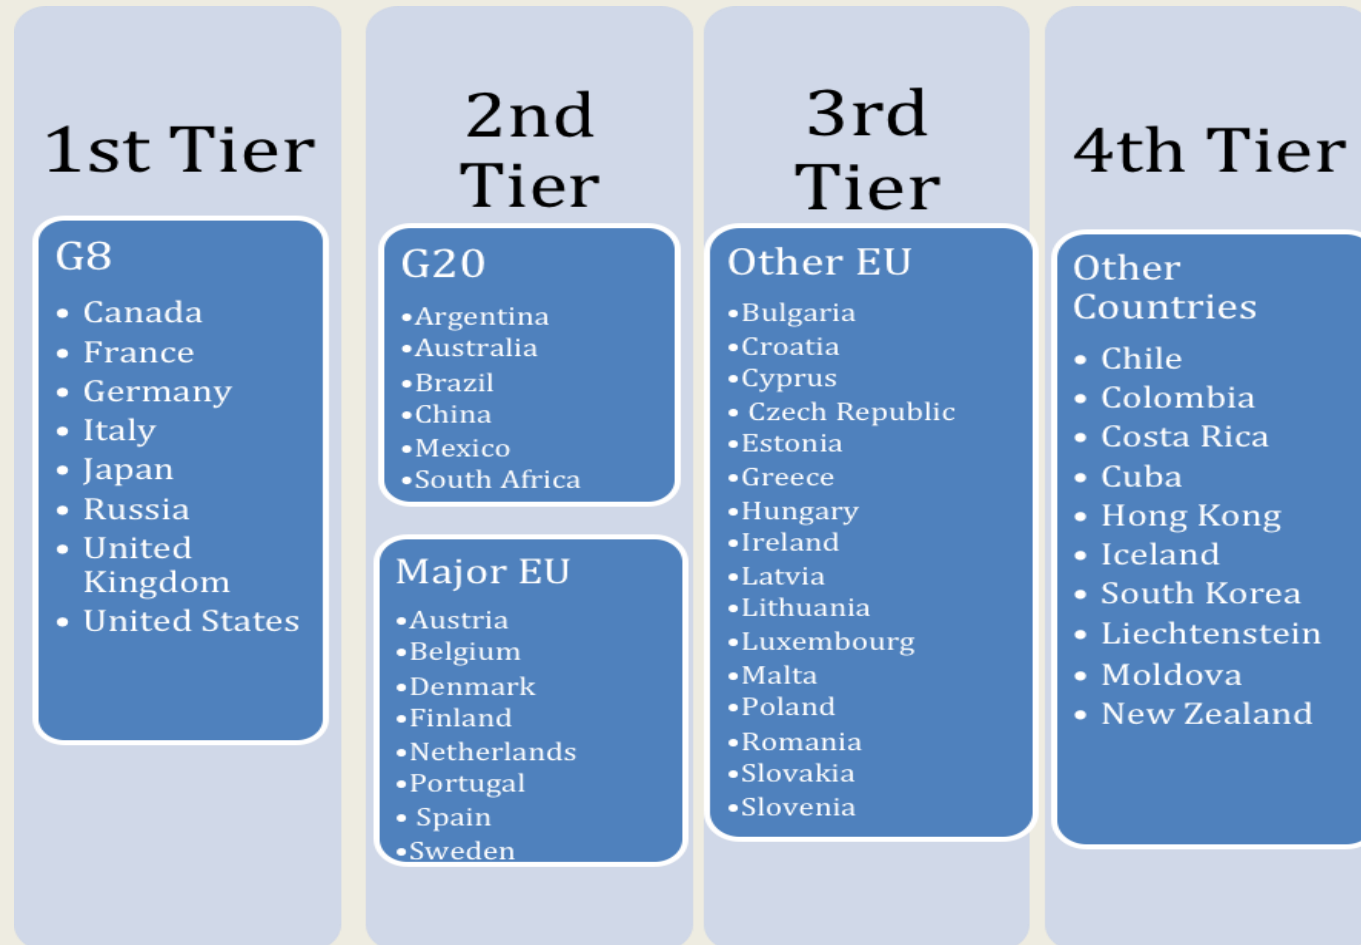 1st Tier
G8
• Canada
• France
• Germany
• Italy
• Japan
• Russia
• United
Kingdom
• United States
2nd
Tier
G20
•Argentina
•Australia
•Brazil
•China
•Mexico
•South Africa
Major EU
•Austria
•Belgium
•Denmark
•Finland
•Netherlands
•Portugal
• Spain
•Sweden
3rd
Tier
Other EU
•Bulgaria
•Croatia
•Cyprus
• Czech Republic
•Estonia
•Greece
•Hungary
•Ireland
•Latvia
•Lithuania
•Luxembourg
•Malta
•Poland
•Romania
•Slovakia
•Slovenia
4th Tier
Other
Countries
• Chile
• Colombia
• Costa Rica
• Cuba
• Hong Kong
• Iceland
• South Korea
• Liechtenstein
• Moldova
• New Zealand